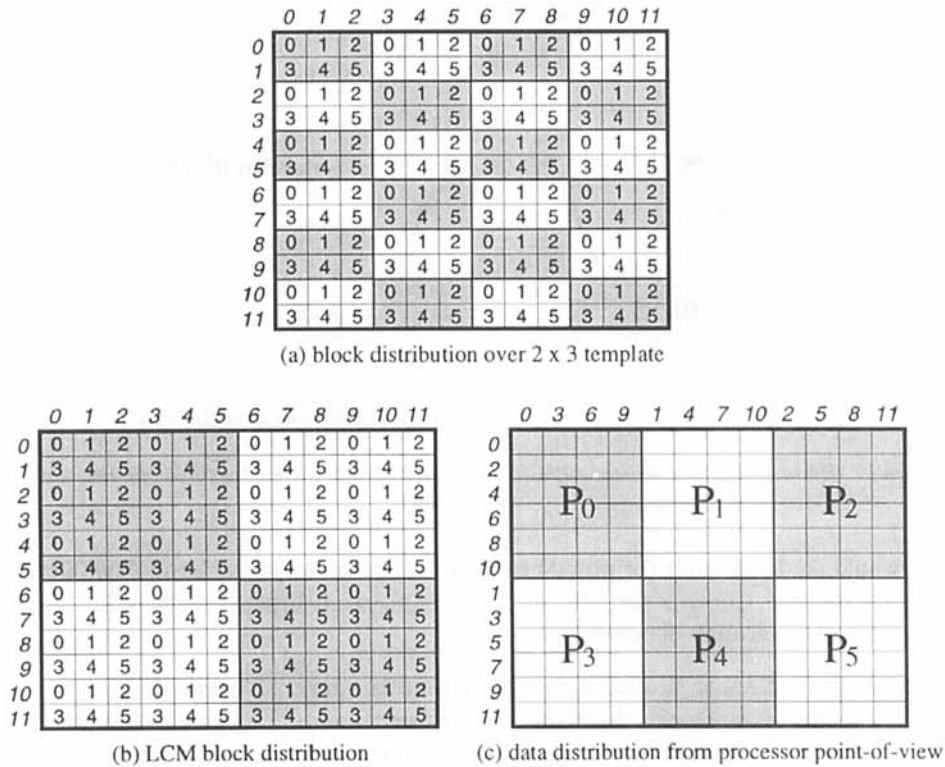 0 1 2 3 4 5 6 7 8 9 10 11
0 0 1 2 0 1 2 0 1 2 0 1 2
1 3 4 5 3 4 5 3 4 5 3 4 5
2 0 1 2 0 1 2 0 1 2 0 1 2
3 3 4 5 3 4 5 3 4 5 3 4 5
4 0 1 2 0 1 2 0 1 2 0 1 2
5 3 4 5 3 4 5 3 4 5 3 4 5
6 0 1 2 0 1 2 0 1 2 0 1 2
7 3 4 5 3 4 5 3 4 5 3 4 5
8 0 1 2 0 1 2 0 1 2 0 1 2
9 3 4 5 3 4 5 3 4 5 3 4 5
10 0 1 2 0 1 2 0 1 2 0 1 2
11 3 4 5 3 4 5 3 4 5 3 4 5
(a) block distribution over 2 x 3 template
0 1 2 3 4 5 6 7 8 9 10 11
0 0 1 2 0 1 2 0 1 2 0 1 2
1 3 4 5 3 4 5 3 4 5 3 4 5
2 0 1 2 0 1 2 0 1 2 0 1 2
3 3 4 5 3 4 5 3 4 5 3 4 5
4 0 1 2 0 1 2 0 1 2 0 1 2
5 3 4 5 3 4 5 3 4 5 3 4 5
6 0 1 2 0 1 2 0 1 2 0 1 2
7 3 4 5 3 4 5 3 4 5 3 4 5
8 0 1 2 0 1 2 0 1 2 0 1 2
9 3 4 5 3 4 5 3 4 5 3 4 5
10 0 1 2 0 1 2 0 1 2 0 1 2
11 3 4 5 3 4 5 3 4 5 3 4 5
(b) LCM block distribution
0 3 6 9 1 4 7 10 2 5 8 11
0
2
4
6
8
10
P0 P1 P2
1
3
5
7
9
11
P3 P4 P5
(c) data distribution from processor point-of-view